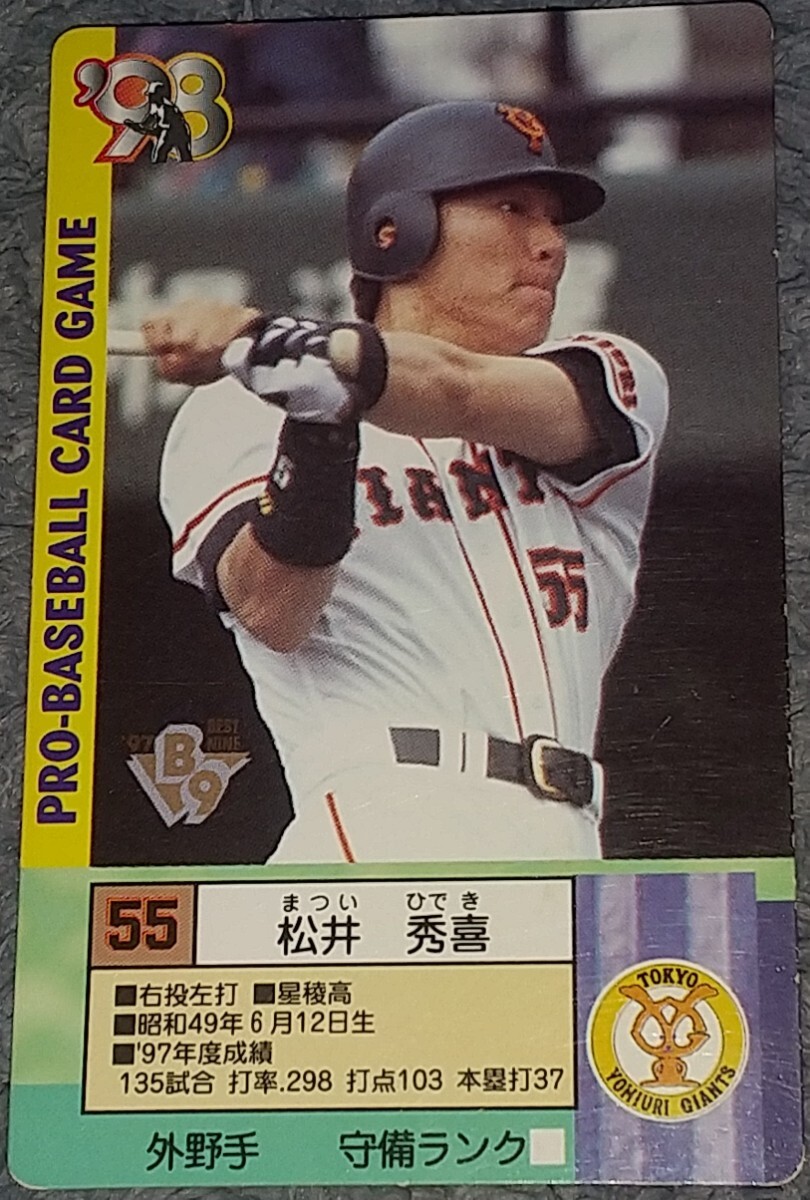 '98
PRO-BASEBALL CARD GAME
GIANTS
55
'97 BEST NINE
B9
55
まつい ひでき
松井 秀喜
■右投左打 ■星稜高
■昭和49年6月12日生
■'97年度成績
135試合 打率.298 打点103 本塁打37
TOKYO
YG
YOMIURI GIANTS
外野手 守備ランク